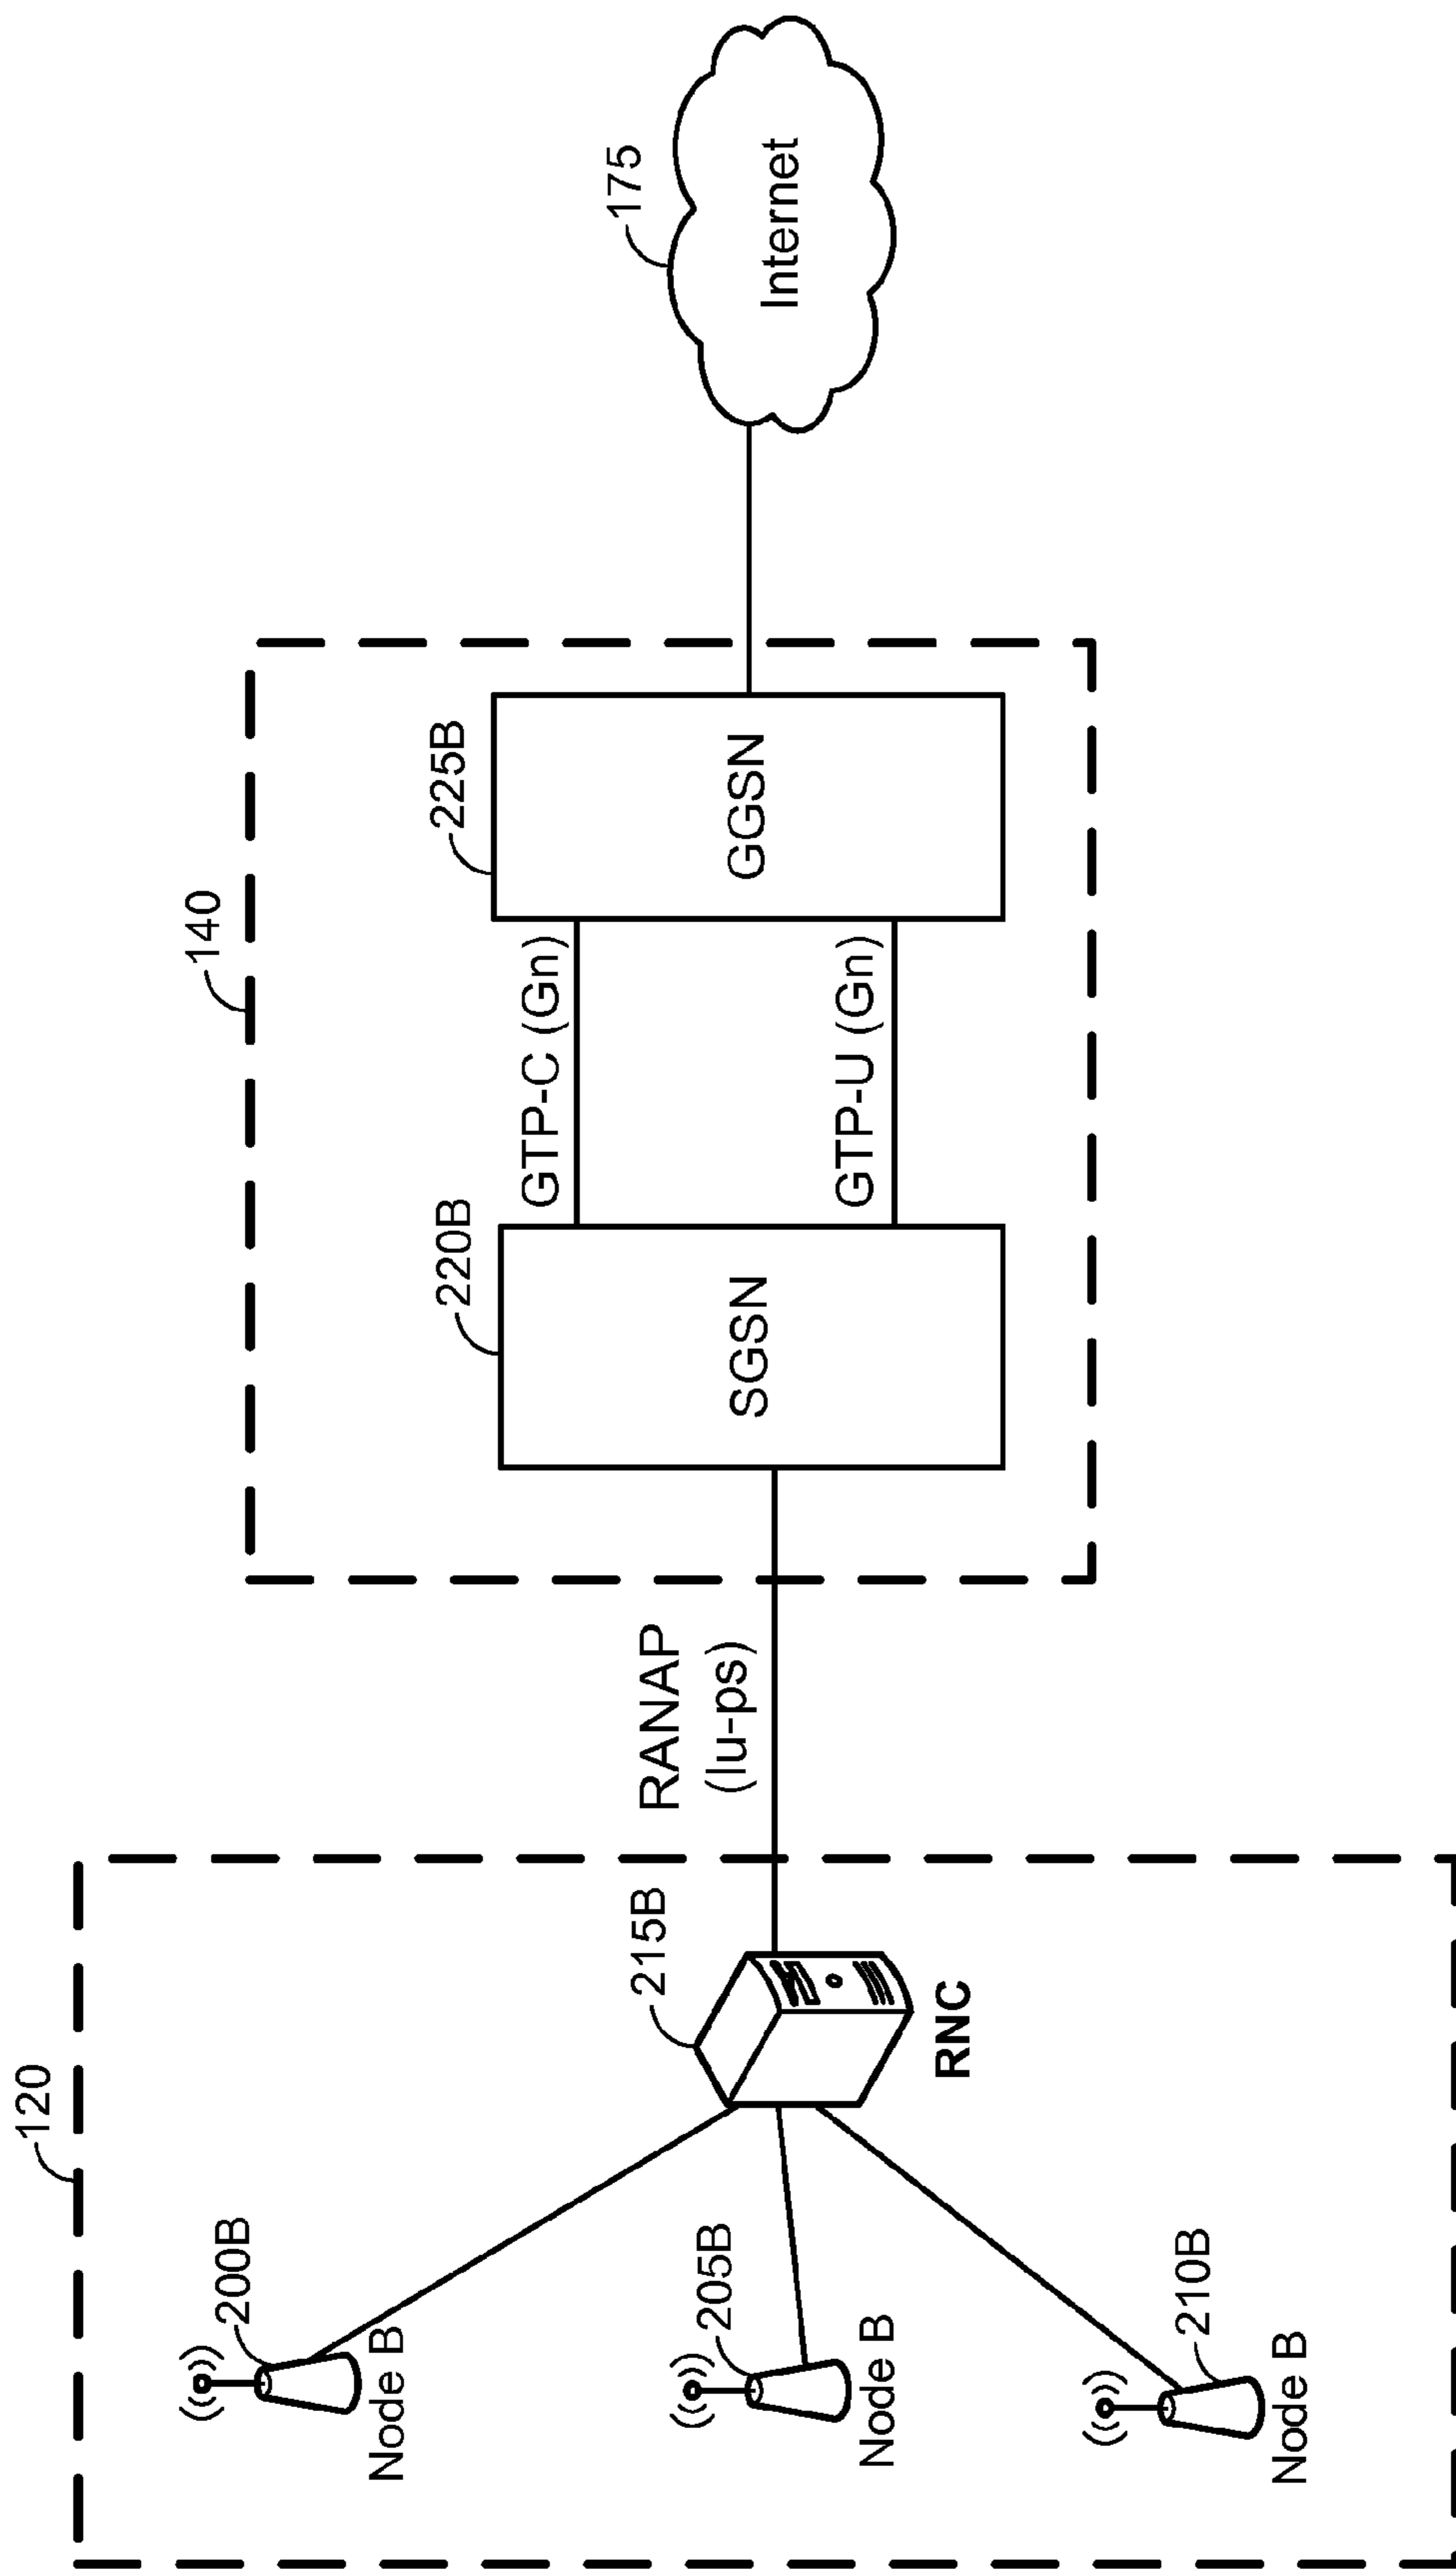 120
200B
Node B
205B
Node B
210B
Node B
215B
RNC
RANAP
(Iu-ps)
140
220B
SGSN
GTP-C (Gn)
GTP-U (Gn)
225B
GGSN
175
Internet